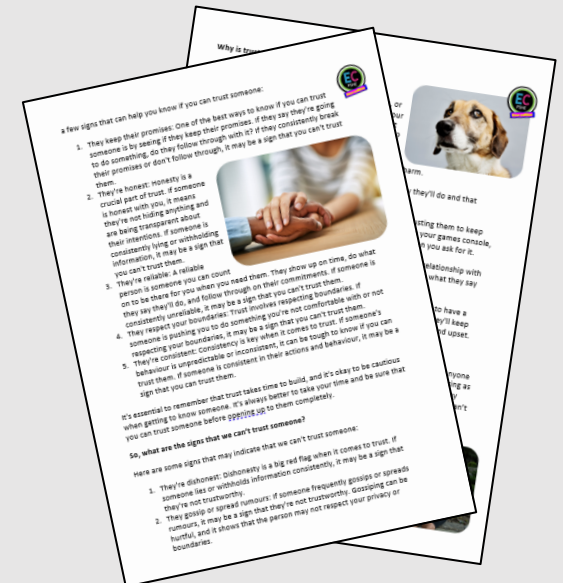 a few signs that can help you know if you can trust someone:
1. They keep their promises: One of the best ways to know if you can trust
someone is by seeing if they keep their promises. If they say they're going
to do something, do they follow through with it? If they consistently break
their promises or don't follow through, it may be a sign that you can't trust
them.
2. They're honest: Honesty is a
crucial part of trust. If someone
is honest with you, it means
they're not hiding anything and
are being transparent about
their intentions. If someone is
consistently lying or withholding
information, it may be a sign that
you can't trust them.
3. They're reliable: A reliable
person is someone you can count
on to be there for you when you need them. They show up on time, do what
they say they'll do, and follow through on their commitments. If someone is
consistently unreliable, it may be a sign that you can't trust them.
4. They respect your boundaries: Trust involves respecting boundaries. If
someone is pushing you to do something you're not comfortable with or not
respecting your boundaries, it may be a sign that you can't trust them.
5. They're consistent: Consistency is key when it comes to trust. If someone's
behaviour is unpredictable or inconsistent, it can be tough to know if you can
trust them. If someone is consistent in their actions and behaviour, it may be a
sign that you can trust them.
It's essential to remember that trust takes time to build, and it's okay to be cautious
when getting to know someone. It's always better to take your time and be sure that
you can trust someone before opening up to them completely.
So, what are the signs that we can't trust someone?
Here are some signs that may indicate that we can't trust someone:
1. They're dishonest: Dishonesty is a big red flag when it comes to trust. If
someone lies or withholds information consistently, it may be a sign that
they're not trustworthy.
2. They gossip or spread rumours: If someone frequently gossips or spreads
rumours, it may be a sign that they're not trustworthy. Gossiping can be
hurtful, and it shows that the person may not respect your privacy or
boundaries.
EC
Why is
or
they'll do and that
them to keep
your games console,
you ask for it.
relationship with
what they say
to have a
they'll keep
upset.
as
EC